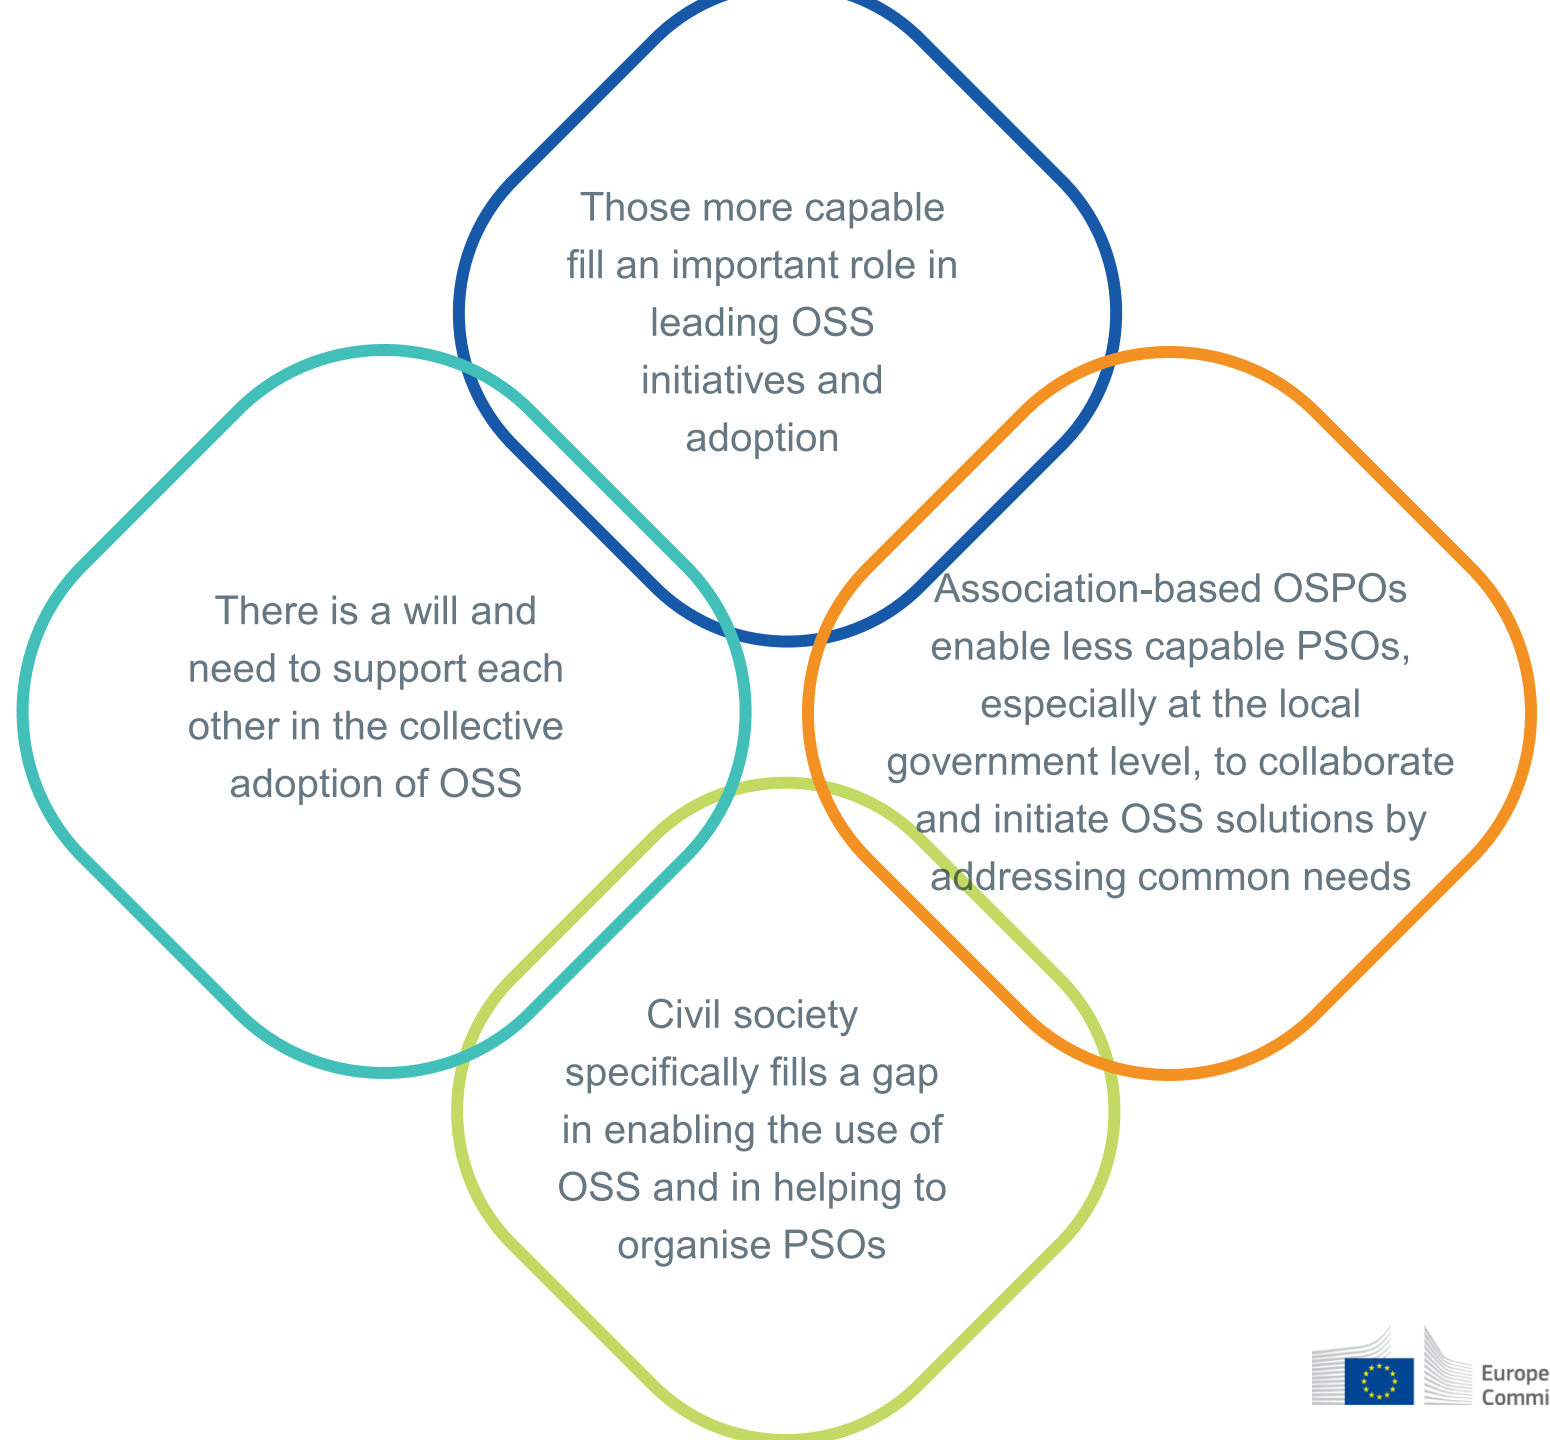 Those more capable
fill an important role in
leading OSS
initiatives and
adoption
There is a will and
need to support each
other in the collective
adoption of OSS
Association-based OSPOs
enable less capable PSOs,
especially at the local
government level, to collaborate
and initiate OSS solutions by
addressing common needs
Civil society
specifically fills a gap
in enabling the use of
OSS and in helping to
organise PSOs
Europe
Commi